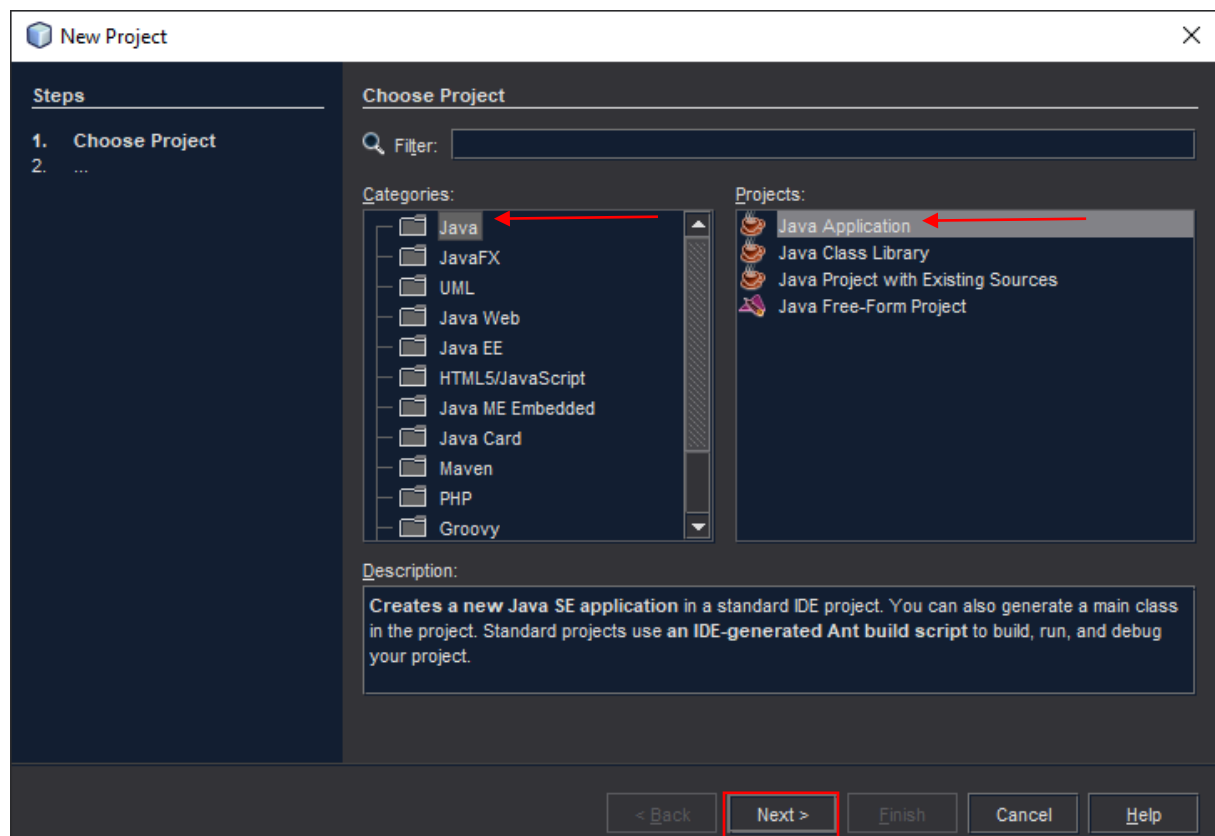 New Project
Steps
1. Choose Project
2. ...
Choose Project
Filter:
Categories:
Java
JavaFX
UML
Java Web
Java EE
HTML5/JavaScript
Java ME Embedded
Java Card
Maven
PHP
Groovy
Projects:
Java Application
Java Class Library
Java Project with Existing Sources
Java Free-Form Project
Description:
Creates a new Java SE application in a standard IDE project. You can also generate a main class
in the project. Standard projects use an IDE-generated Ant build script to build, run, and debug
your project.
< Back Next > Finish Cancel Help